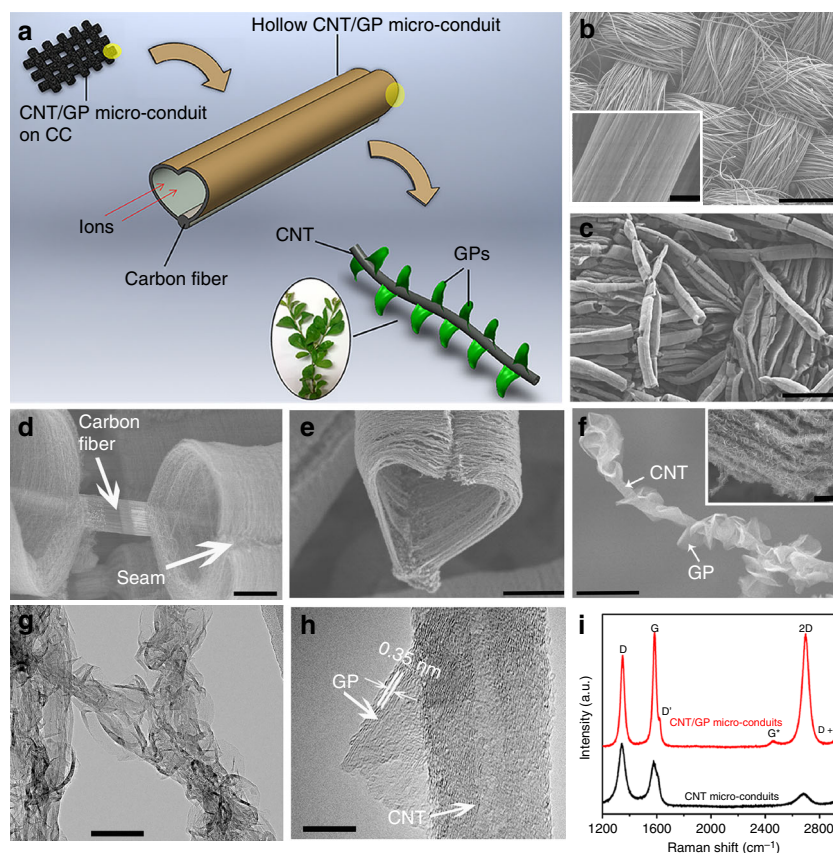 a
Hollow CNT/GP micro-conduit
CNT/GP micro-conduit
on CC
Ions
Carbon fiber
CNT
GPs
b
c
d
Carbon
fiber
Seam
e
f
CNT
GP
g
h
0.35 nm
GP
CNT
i
D
G
2D
D'
G*
D +
CNT/GP micro-conduits
CNT micro-conduits
Intensity (a.u.)
1200
1600
2000
2400
2800
Raman shift (cm⁻¹)